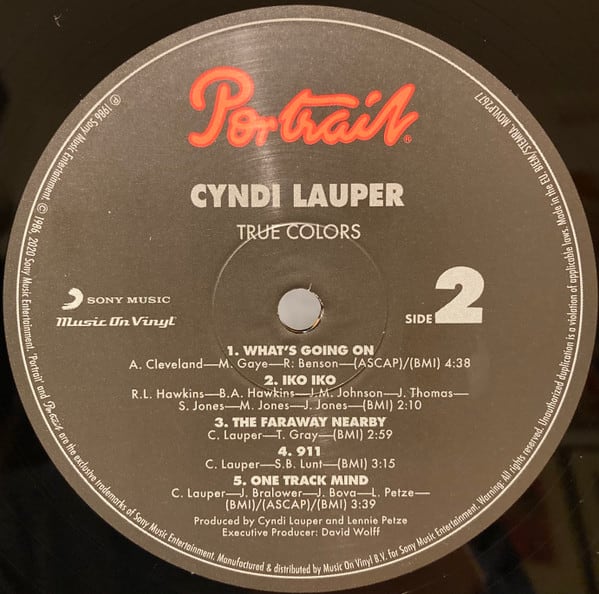 Portrait®
CYNDI LAUPER
TRUE COLORS
SONY MUSIC
Music On Vinyl
SIDE 2
1. WHAT'S GOING ON
A. Cleveland—M. Gaye—R. Benson—(ASCAP)/(BMI) 4:38
2. IKO IKO
R.L. Hawkins—B.A. Hawkins—J.M. Johnson—J. Thomas—
S. Jones—M. Jones—J. Jones—(BMI) 2:10
3. THE FARAWAY NEARBY
C. Lauper—T. Gray—(BMI) 2:59
4. 911
C. Lauper—S.B. Lunt—(BMI) 3:15
5. ONE TRACK MIND
C. Lauper—J. Bralower—J. Bova—L. Petze—
(BMI)/(ASCAP)/(BMI) 3:39
Produced by Cyndi Lauper and Lennie Petze
Executive Producer: David Wolff
℗ 1986 Sony Music Entertainment. © 1986, 2020 Sony Music Entertainment. 'Portrait' and Portrait are the exclusive trademarks of Sony Music Entertainment. Manufactured & distributed by Music On Vinyl B.V. for Sony Music Entertainment. Warning: All rights reserved. Unauthorized duplication is a violation of applicable laws. Made in the EU. BIEM/STEMRA, MOVLP2677